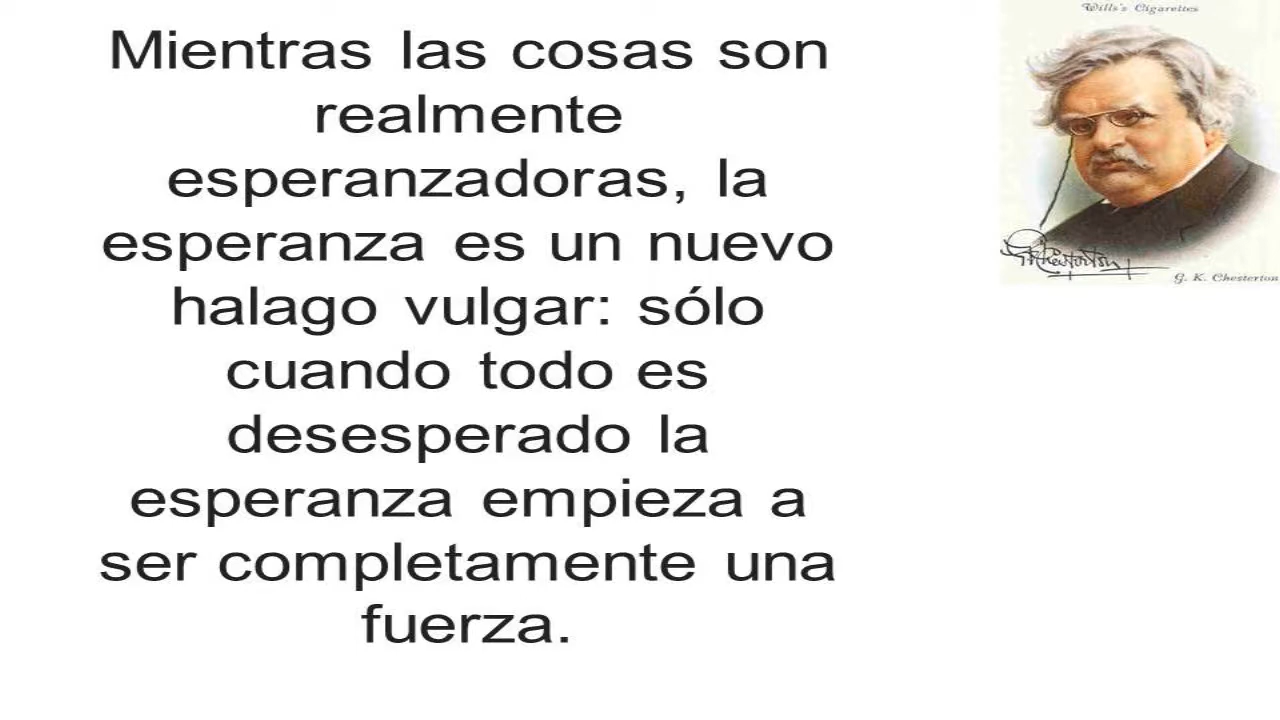 Mientras las cosas son
realmente
esperanzadoras, la
esperanza es un nuevo
halago vulgar: sólo
cuando todo es
desesperado la
esperanza empieza a
ser completamente una
fuerza.
Wills's Cigarettes
G. K. Chesterton
G. K. Chesterton